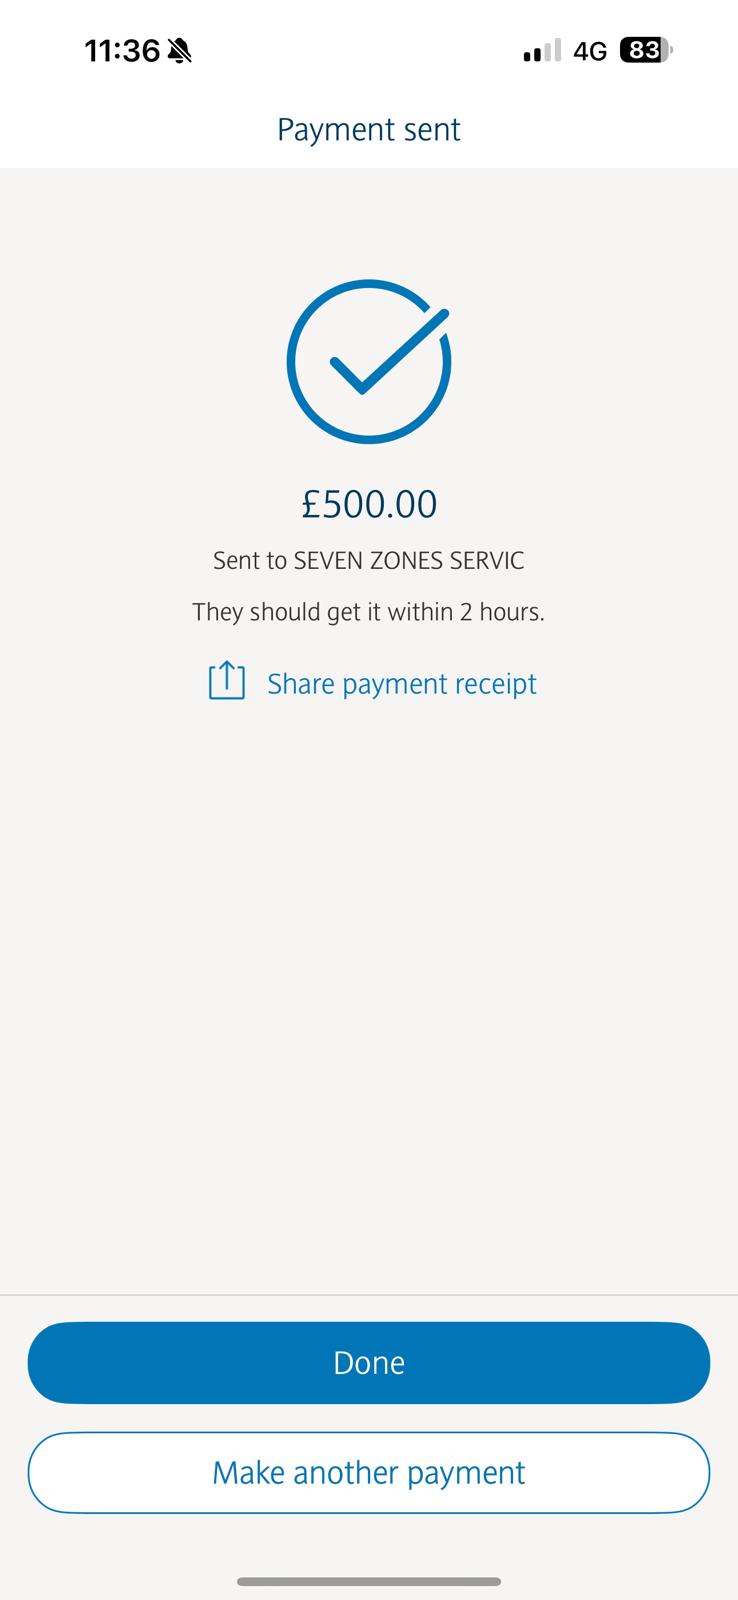 11:36 4G 83
Payment sent
£500.00
Sent to SEVEN ZONES SERVIC
They should get it within 2 hours.
Share payment receipt
Done
Make another payment